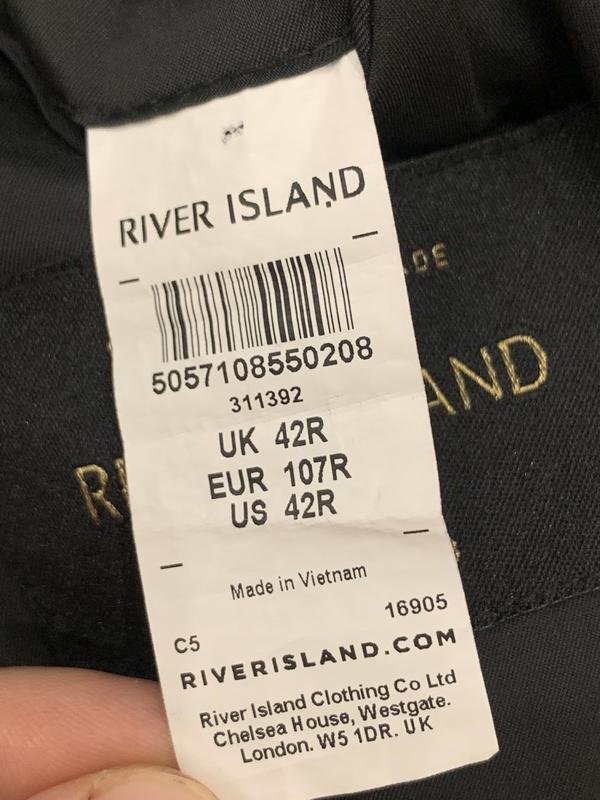 RIVER ISLAND
5057108550208
311392
UK 42R
EUR 107R
US 42R
Made in Vietnam
C5
16905
RIVERISLAND.COM
River Island Clothing Co Ltd
Chelsea House, Westgate.
London. W5 1DR. UK